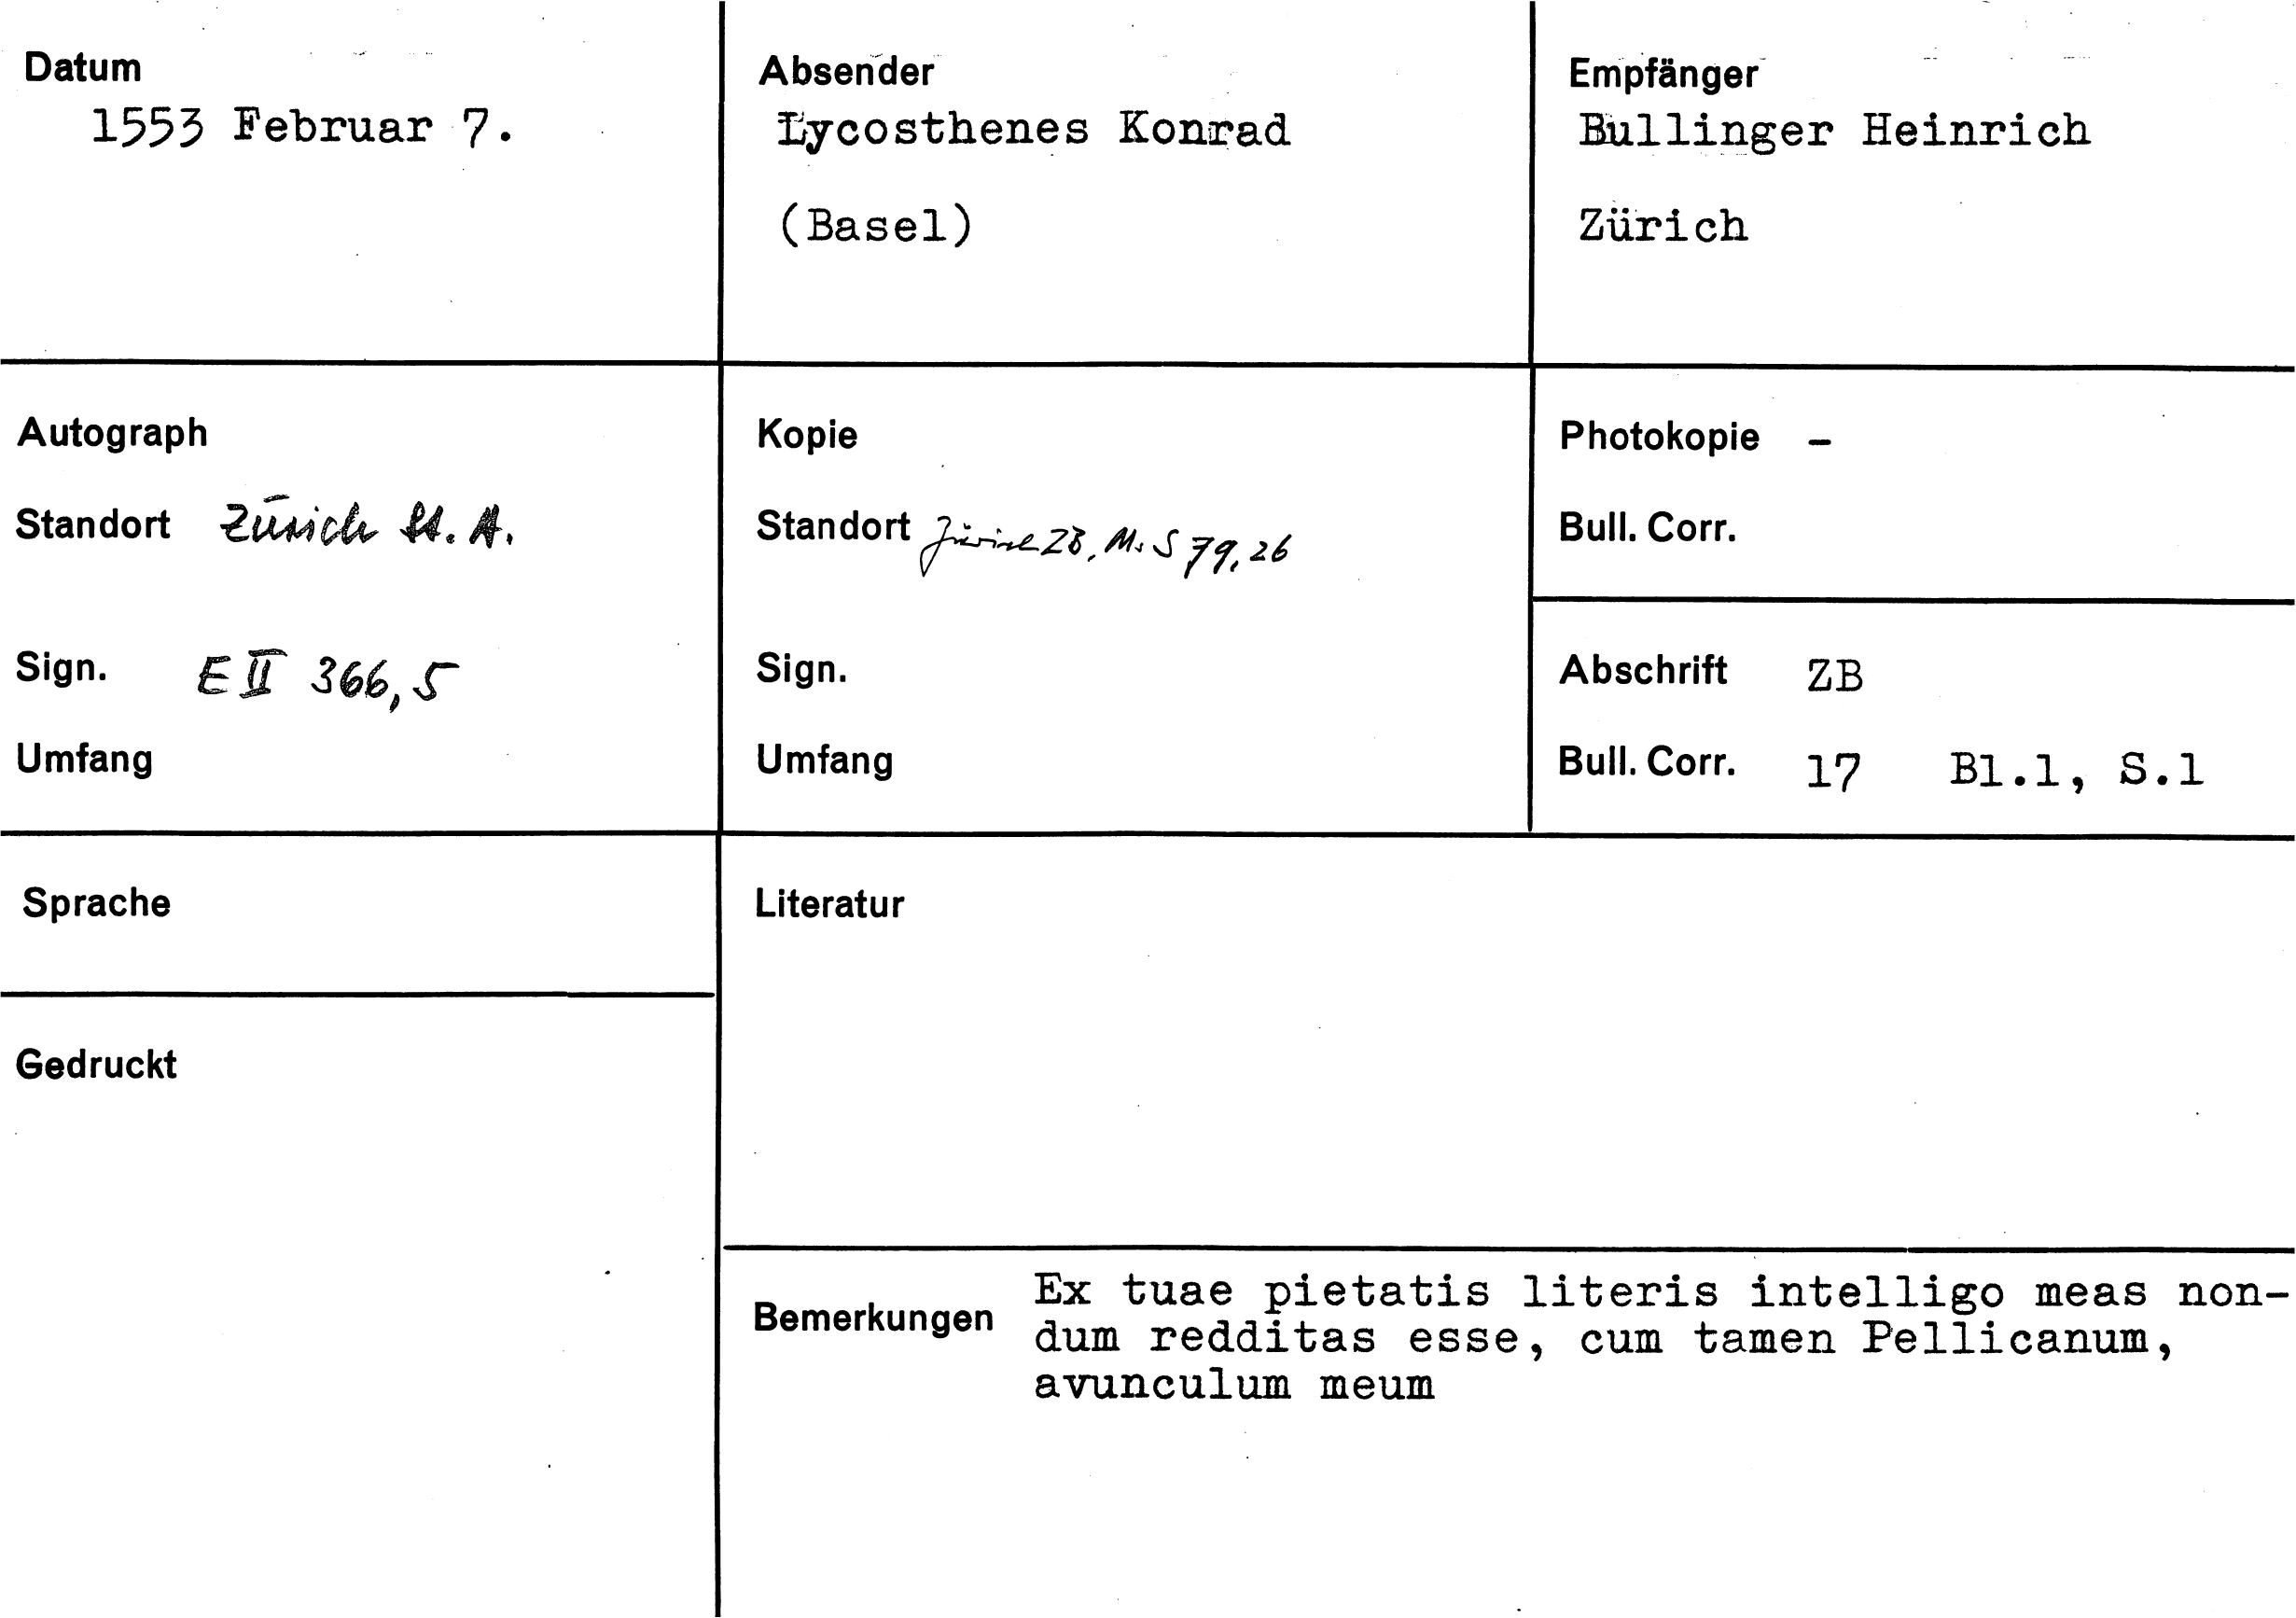 Datum
1553 Februar 7.
Absender
Lycosthenes Konrad
(Basel)
Empfänger
Bullinger Heinrich
Zürich
Autograph
Standort Zürich St. A.
Sign. E II 366,5
Umfang
Kopie
Standort Zürich ZB, Ms S 79, 26
Sign.
Umfang
Photokopie -
Bull. Corr.
Abschrift ZB
Bull. Corr. 17 Bl.1, S.1
Sprache
Gedruckt
Literatur
Bemerkungen
Ex tuae pietatis literis intelligo meas non-
dum redditas esse, cum tamen Pellicanum,
avunculum meum